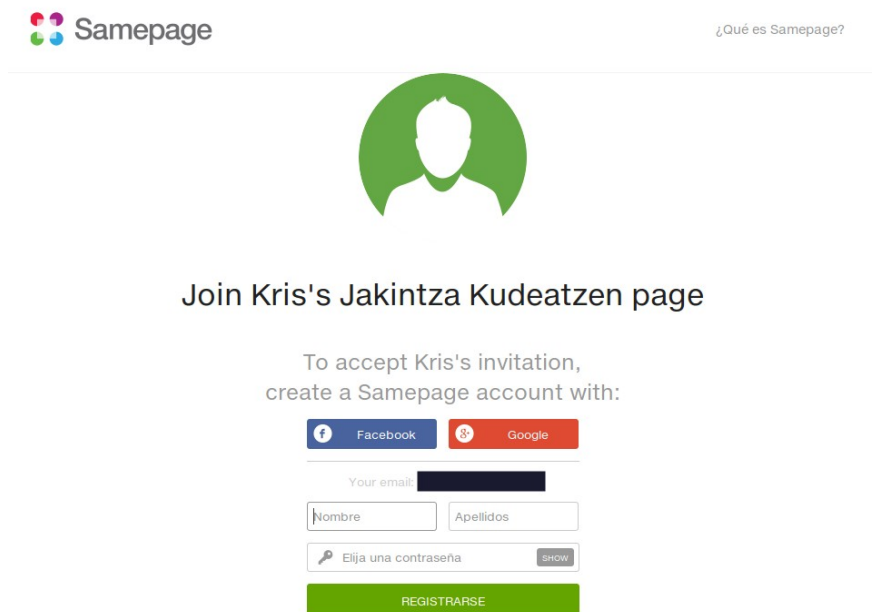 Samepage
¿Qué es Samepage?
Join Kris's Jakintza Kudeatzen page
To accept Kris's invitation,
create a Samepage account with:
Facebook
Google
Your email:
Nombre
Apellidos
Elija una contraseña
SHOW
REGISTRARSE